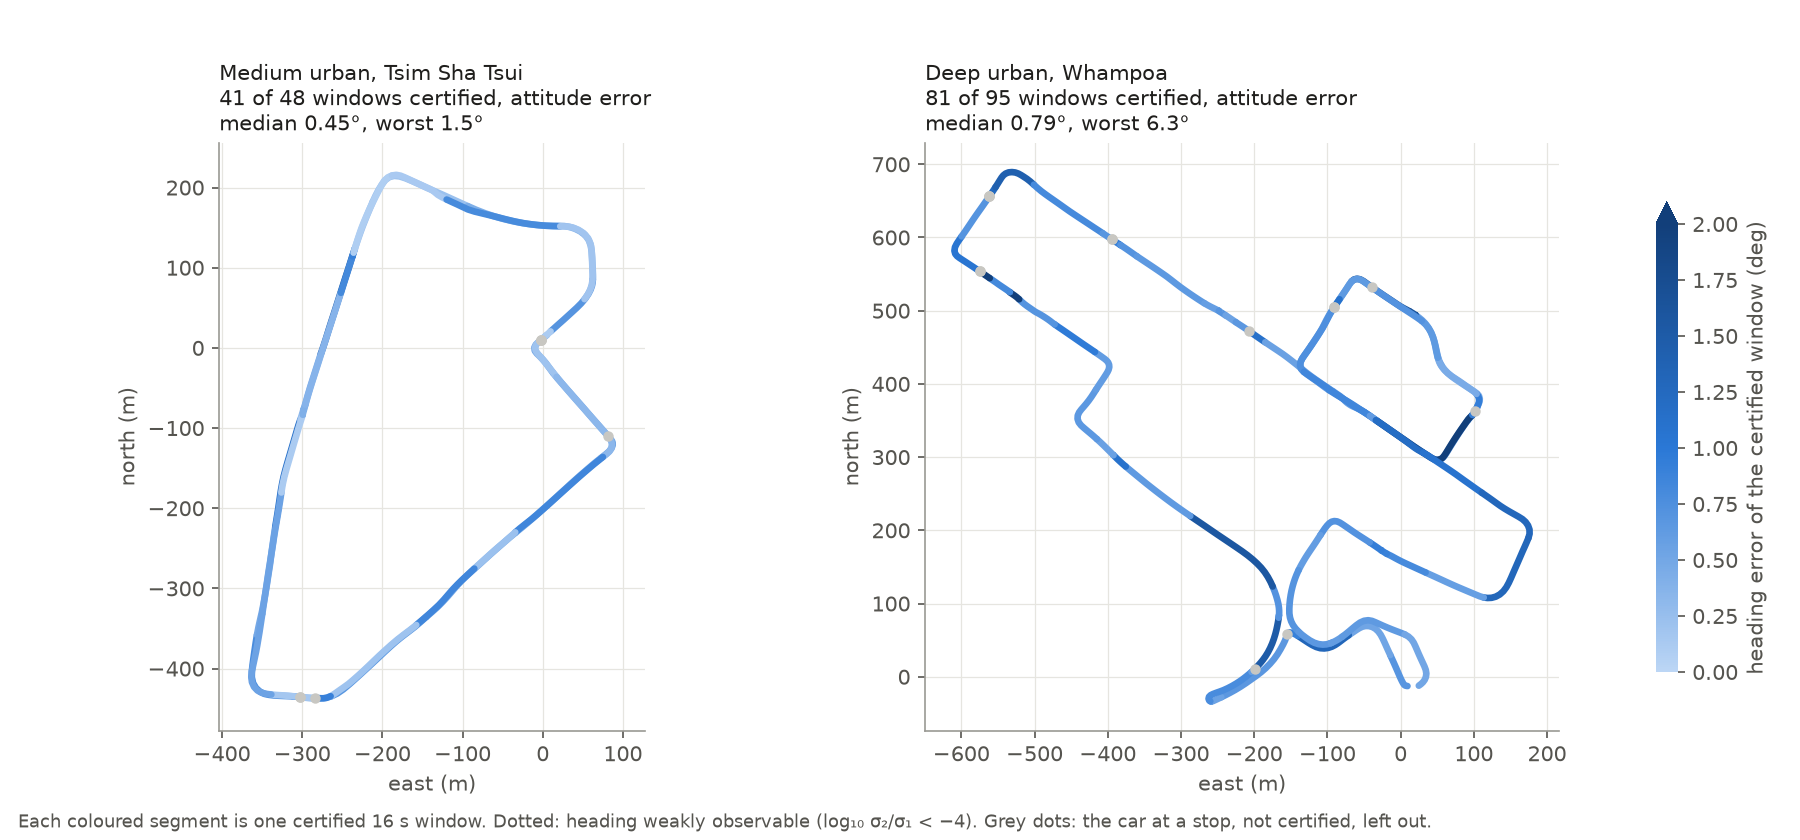 Medium urban, Tsim Sha Tsui
41 of 48 windows certified, attitude error
median 0.45°, worst 1.5°
200
100
0
−100
−200
−300
−400
north (m)
−400 −300 −200 −100 0 100
east (m)
Deep urban, Whampoa
81 of 95 windows certified, attitude error
median 0.79°, worst 6.3°
700
600
500
400
300
200
100
0
north (m)
−600 −500 −400 −300 −200 −100 0 100 200
east (m)
2.00
1.75
1.50
1.25
1.00
0.75
0.50
0.25
0.00
heading error of the certified window (deg)
Each coloured segment is one certified 16 s window. Dotted: heading weakly observable (log₁₀ σ₂/σ₁ < −4). Grey dots: the car at a stop, not certified, left out.